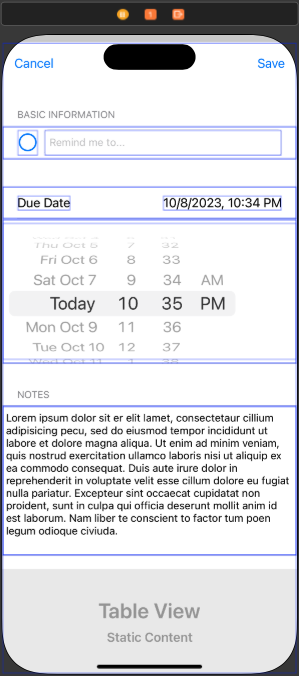 Cancel
Save
BASIC INFORMATION
Remind me to...
Due Date 10/8/2023, 10:34 PM
Thu Oct 5 7 32
Fri Oct 6 8 33
Sat Oct 7 9 34 AM
Today 10 35 PM
Mon Oct 9 11 36
Tue Oct 10 12 37
Wed Oct 11 1 38
NOTES
Lorem ipsum dolor sit er elit lamet, consectetaur cillium
adipisicing pecu, sed do eiusmod tempor incididunt ut
labore et dolore magna aliqua. Ut enim ad minim veniam,
quis nostrud exercitation ullamco laboris nisi ut aliquip ex
ea commodo consequat. Duis aute irure dolor in
reprehenderit in voluptate velit esse cillum dolore eu fugiat
nulla pariatur. Excepteur sint occaecat cupidatat non
proident, sunt in culpa qui officia deserunt mollit anim id
est laborum. Nam liber te conscient to factor tum poen
legum odioque civiuda.
Table View
Static Content